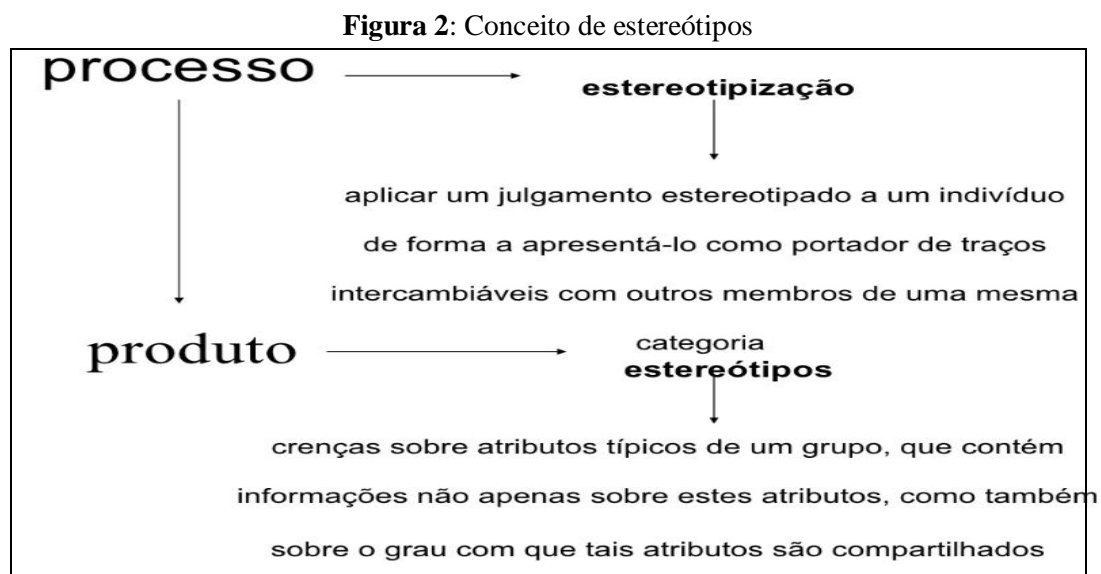 Figura 2: Conceito de estereótipos
processo
estereotipização
aplicar um julgamento estereotipado a um indivíduo
de forma a apresentá-lo como portador de traços
intercambiáveis com outros membros de uma mesma
categoria
produto
estereótipos
crenças sobre atributos típicos de um grupo, que contém
informações não apenas sobre estes atributos, como também
sobre o grau com que tais atributos são compartilhados